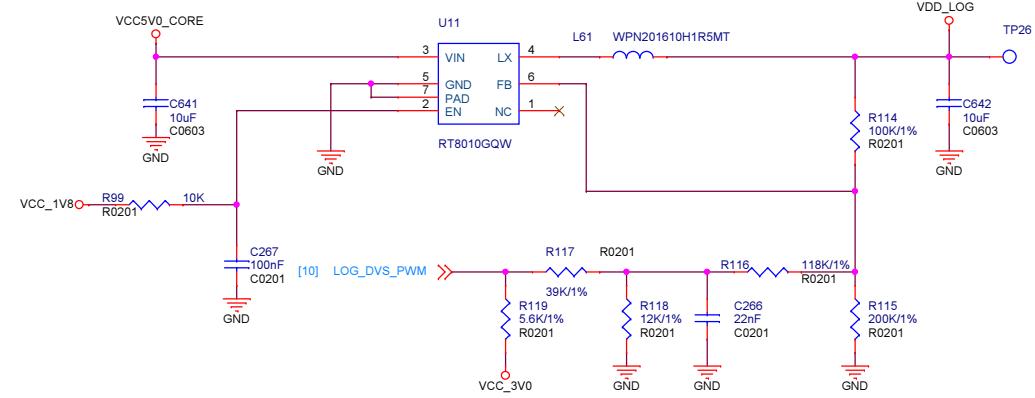 VCC5V0_CORE
U11
VDD_LOG
TP26
L61 WPN201610H1R5MT
3 VIN LX 4
5 GND FB 6
7 PAD
2 EN NC 1
RT8010GQW
C641
10uF
C0603
GND
GND
C642
10uF
C0603
GND
R114
100K/1%
R0201
VCC_1V8
R99 10K
R0201
C267
100nF
C0201
GND
[10] LOG_DVS_PWM
R117 R0201
39K/1%
R116 118K/1%
R0201
R119
5.6K/1%
R0201
VCC_3V0
R118
12K/1%
R0201
GND
C266
22nF
C0201
GND
R115
200K/1%
R0201
GND